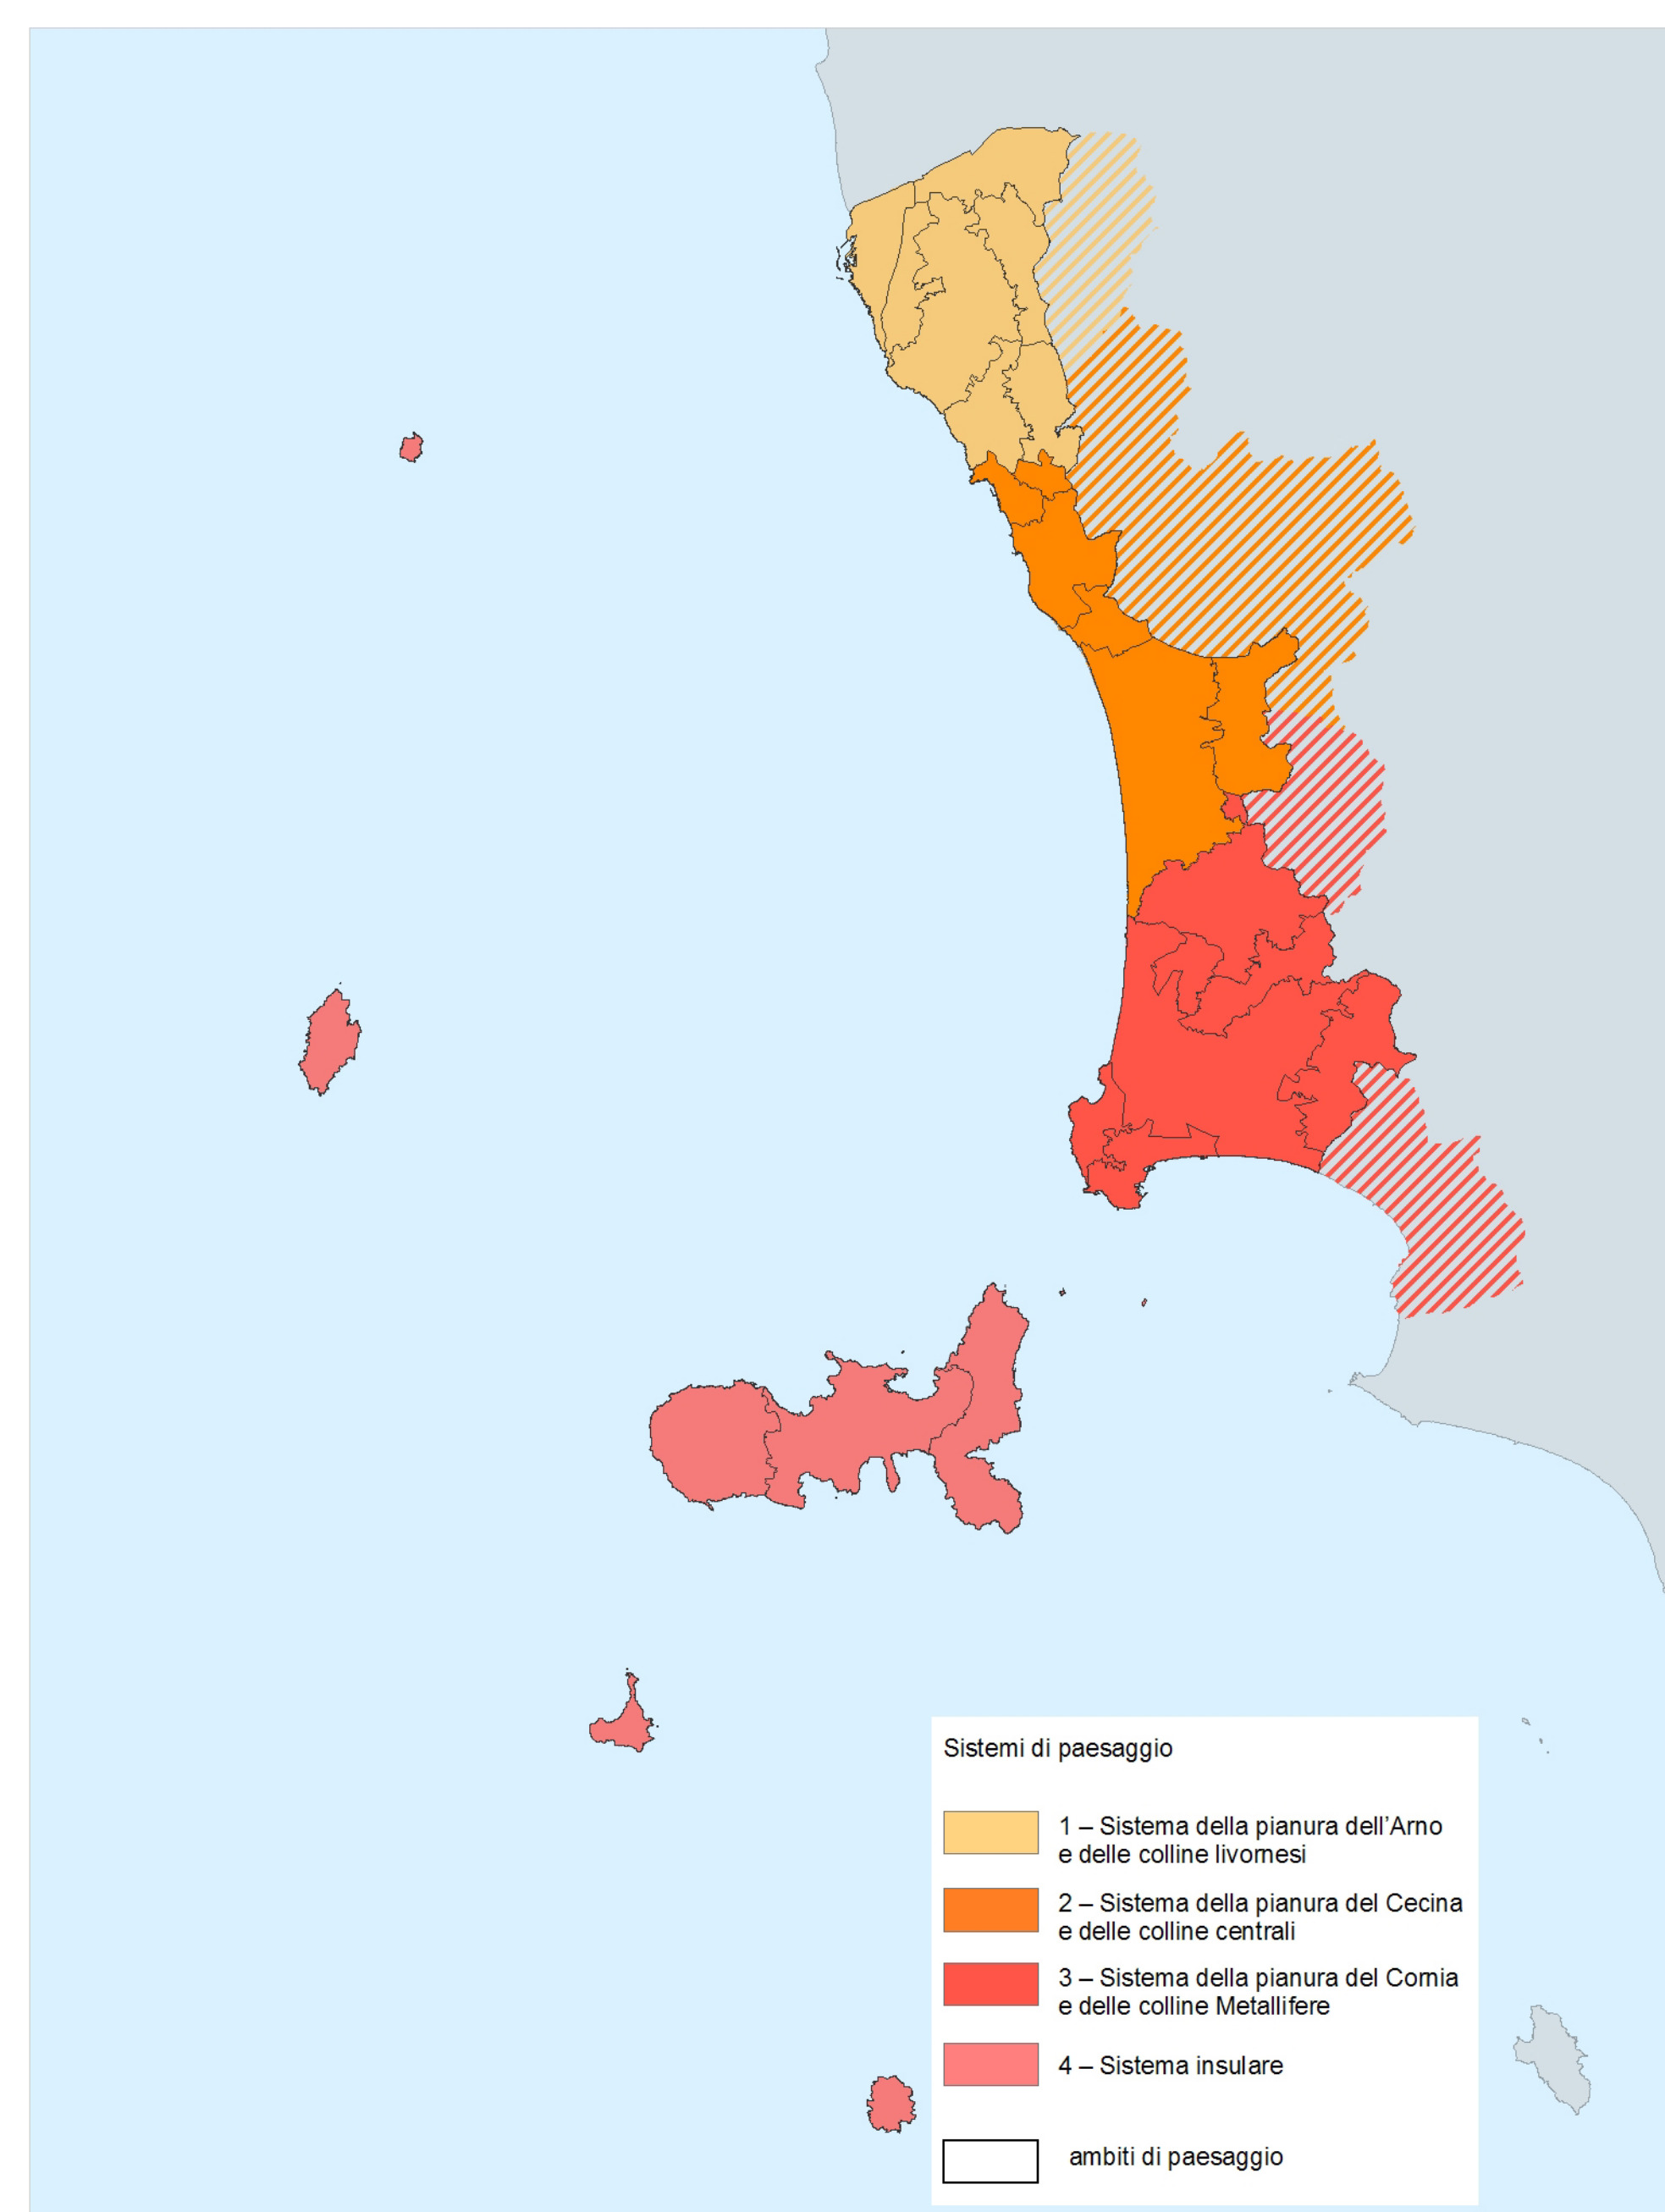 Sistemi di paesaggio
1 – Sistema della pianura dell'Arno
e delle colline livornesi
2 – Sistema della pianura del Cecina
e delle colline centrali
3 – Sistema della pianura del Cornia
e delle colline Metallifere
4 – Sistema insulare
ambiti di paesaggio